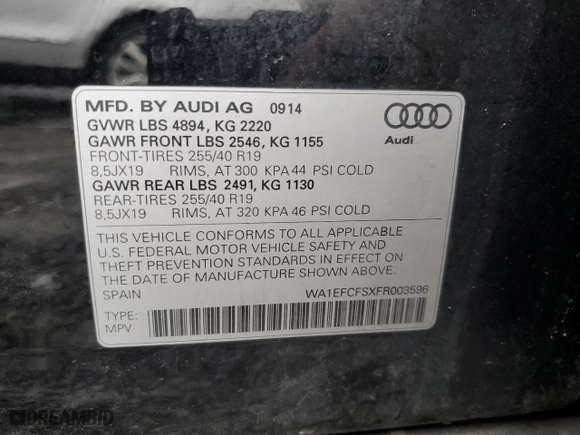 MFD. BY AUDI AG 0914
GVWR LBS 4894, KG 2220
GAWR FRONT LBS 2546, KG 1155
FRONT-TIRES 255/40 R19
8,5JX19 RIMS, AT 300 KPA 44 PSI COLD
GAWR REAR LBS 2491, KG 1130
REAR-TIRES 255/40 R19
8,5JX19 RIMS, AT 320 KPA 46 PSI COLD
Audi
THIS VEHICLE CONFORMS TO ALL APPLICABLE
U.S. FEDERAL MOTOR VEHICLE SAFETY AND
THEFT PREVENTION STANDARDS IN EFFECT ON
THE DATE OF MANUFACTURE SHOWN ABOVE.
SPAIN WA1EFCFSXFR003596
TYPE:
MPV
DREAMBID